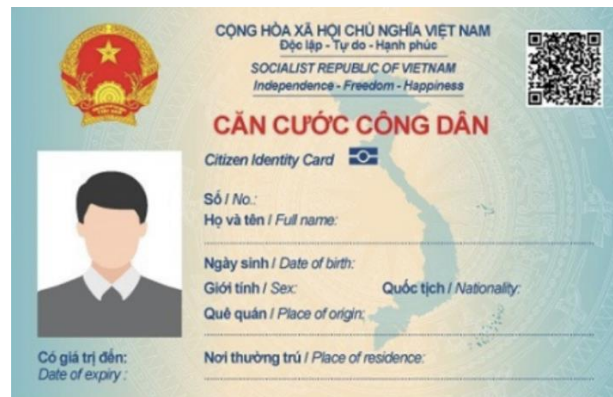 CỘNG HÒA XÃ HỘI CHỦ NGHĨA VIỆT NAM
Độc lập - Tự do - Hạnh phúc
SOCIALIST REPUBLIC OF VIETNAM
Independence - Freedom - Happiness
CĂN CƯỚC CÔNG DÂN
Citizen Identity Card
Số / No.:
Họ và tên / Full name:
Ngày sinh / Date of birth:
Giới tính / Sex: Quốc tịch / Nationality:
Quê quán / Place of origin:
Có giá trị đến: Nơi thường trú / Place of residence:
Date of expiry :